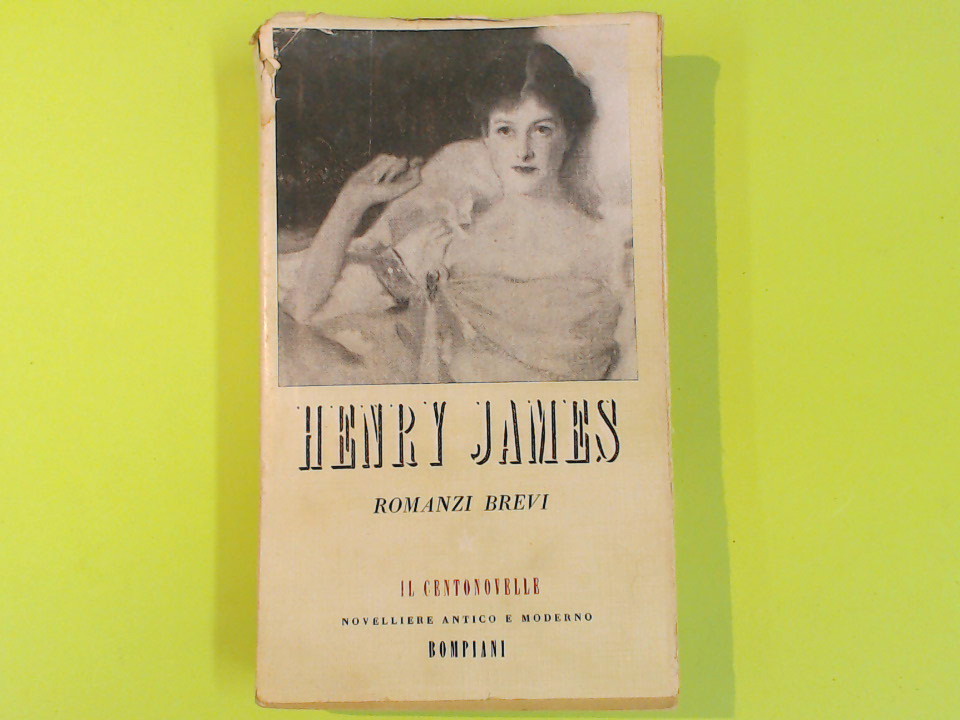 HENRY JAMES
ROMANZI BREVI
IL CENTONOVELLE
NOVELLIERE ANTICO E MODERNO
BOMPIANI